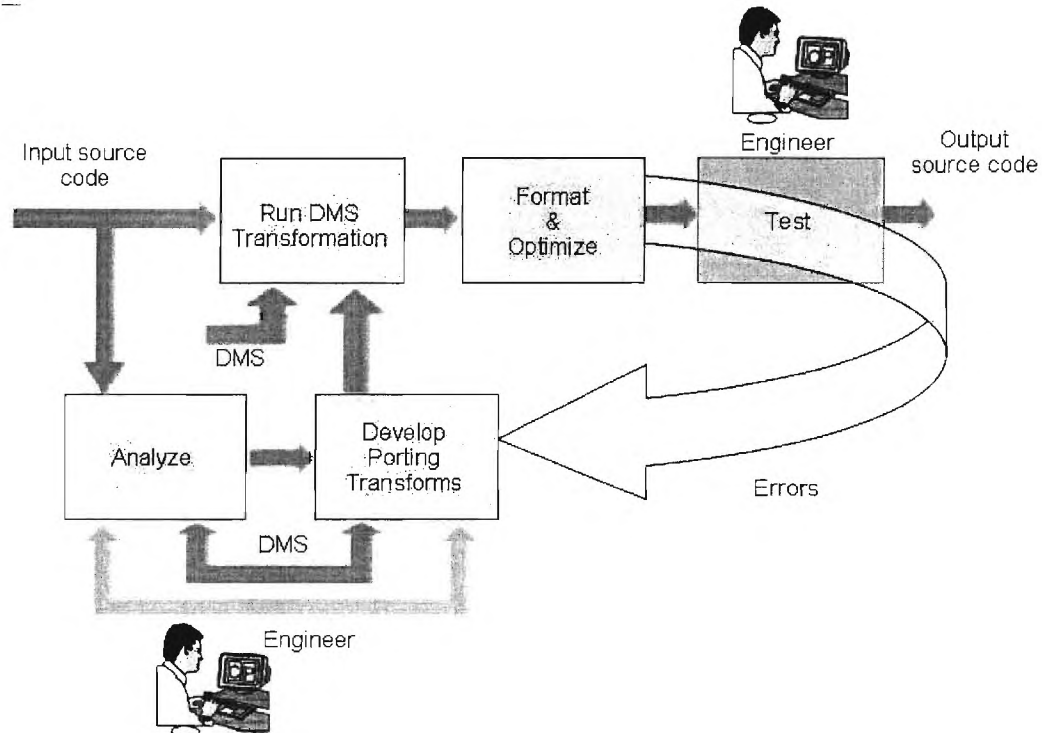 Engineer
Input source
code
Output
source code
Run DMS
Transformation
Format
&
Optimize
Test
DMS
Analyze
Develop
Porting
Transforms
Errors
DMS
Engineer